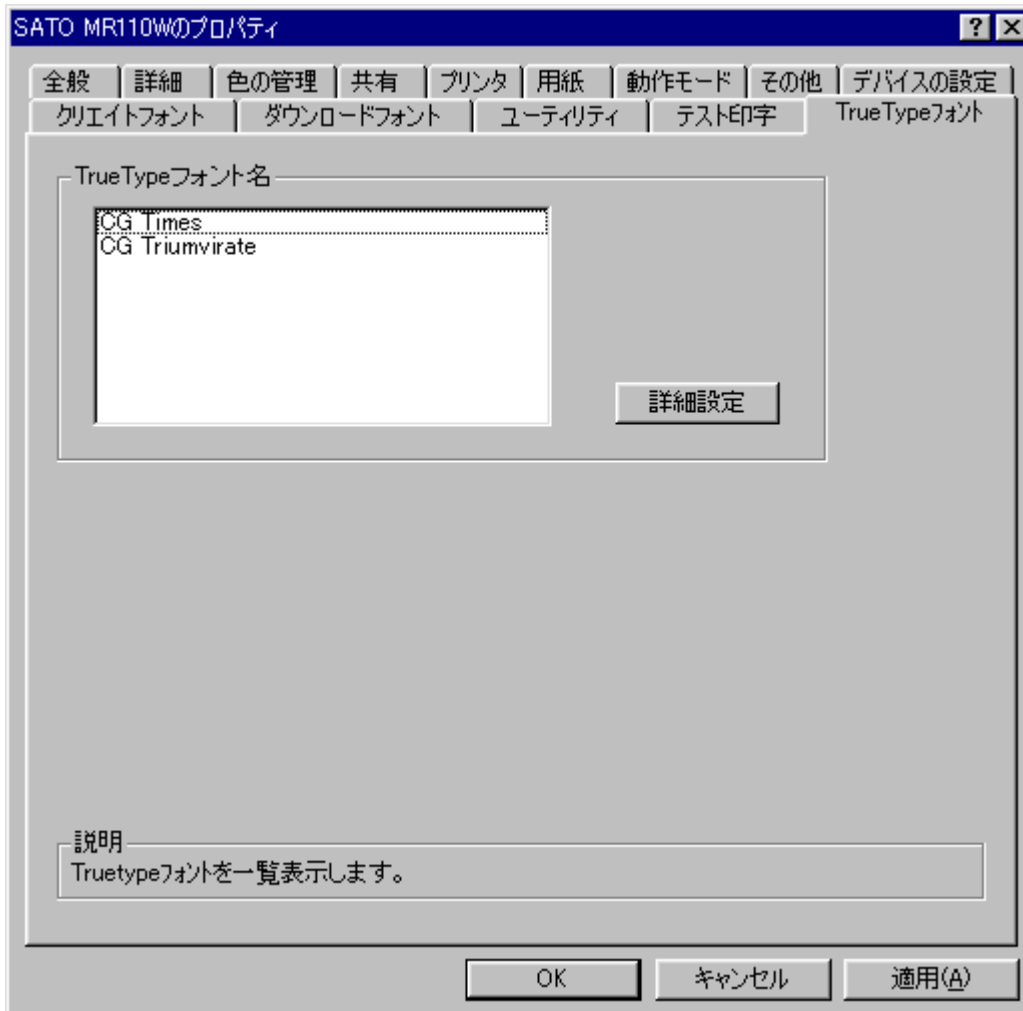 SATO MR110Wのプロパティ
全般 詳細 色の管理 共有 プリンタ 用紙 動作モード その他 デバイスの設定
クリエイトフォント ダウンロードフォント ユーティリティ テスト印字 TrueTypeフォント
TrueTypeフォント名
CG Times
CG Triumvirate
詳細設定
説明
Truetypeフォントを一覧表示します。
OK キャンセル 適用(A)